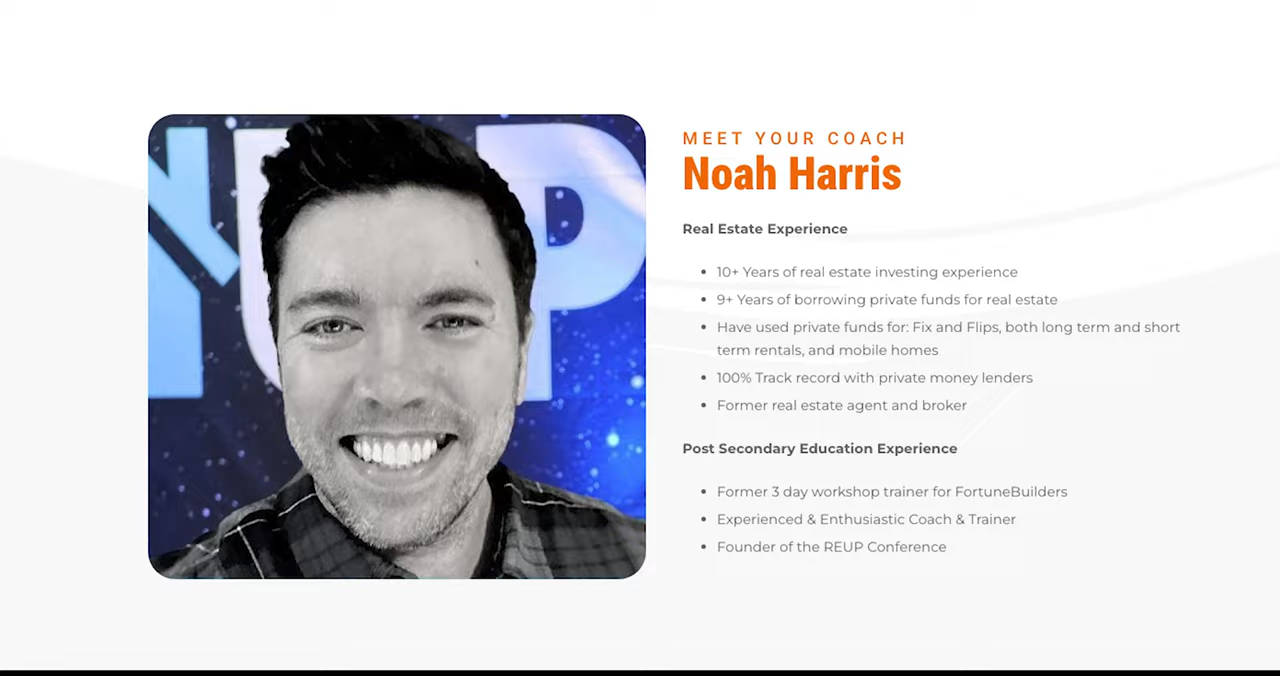 YUP
MEET YOUR COACH
Noah Harris
Real Estate Experience
• 10+ Years of real estate investing experience
• 9+ Years of borrowing private funds for real estate
• Have used private funds for: Fix and Flips, both long term and short
term rentals, and mobile homes
• 100% Track record with private money lenders
• Former real estate agent and broker
Post Secondary Education Experience
• Former 3 day workshop trainer for FortuneBuilders
• Experienced & Enthusiastic Coach & Trainer
• Founder of the REUP Conference